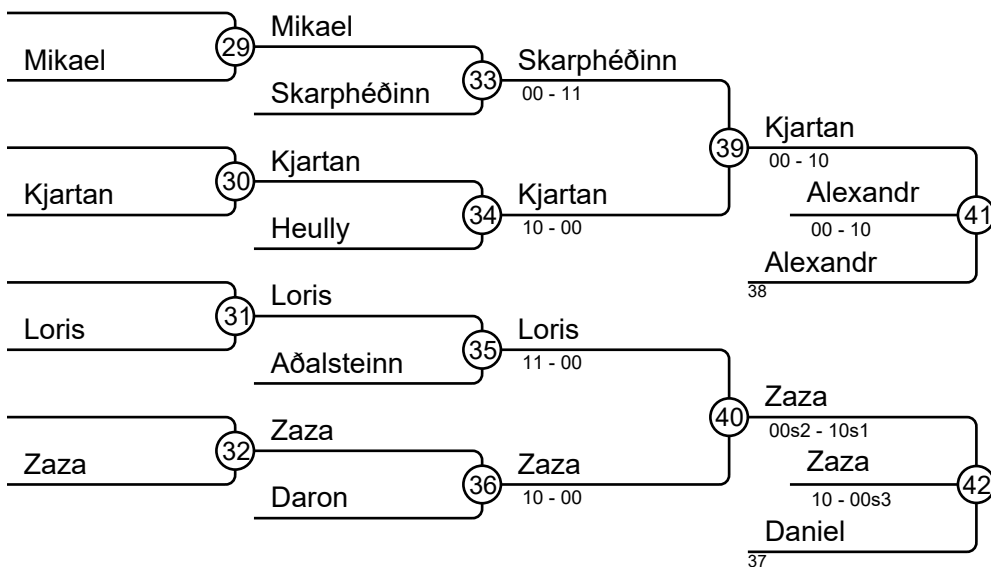 Mikael
29
Mikael
Skarphéðinn
33
Skarphéðinn
00 - 11
Kjartan
30
Kjartan
Heully
34
Kjartan
10 - 00
39
Kjartan
00 - 10
Alexandr
00 - 10
41
Alexandr
38
Loris
31
Loris
Aðalsteinn
35
Loris
11 - 00
Zaza
32
Zaza
Daron
36
Zaza
10 - 00
40
Zaza
00s2 - 10s1
Zaza
10 - 00s3
42
Daniel
37